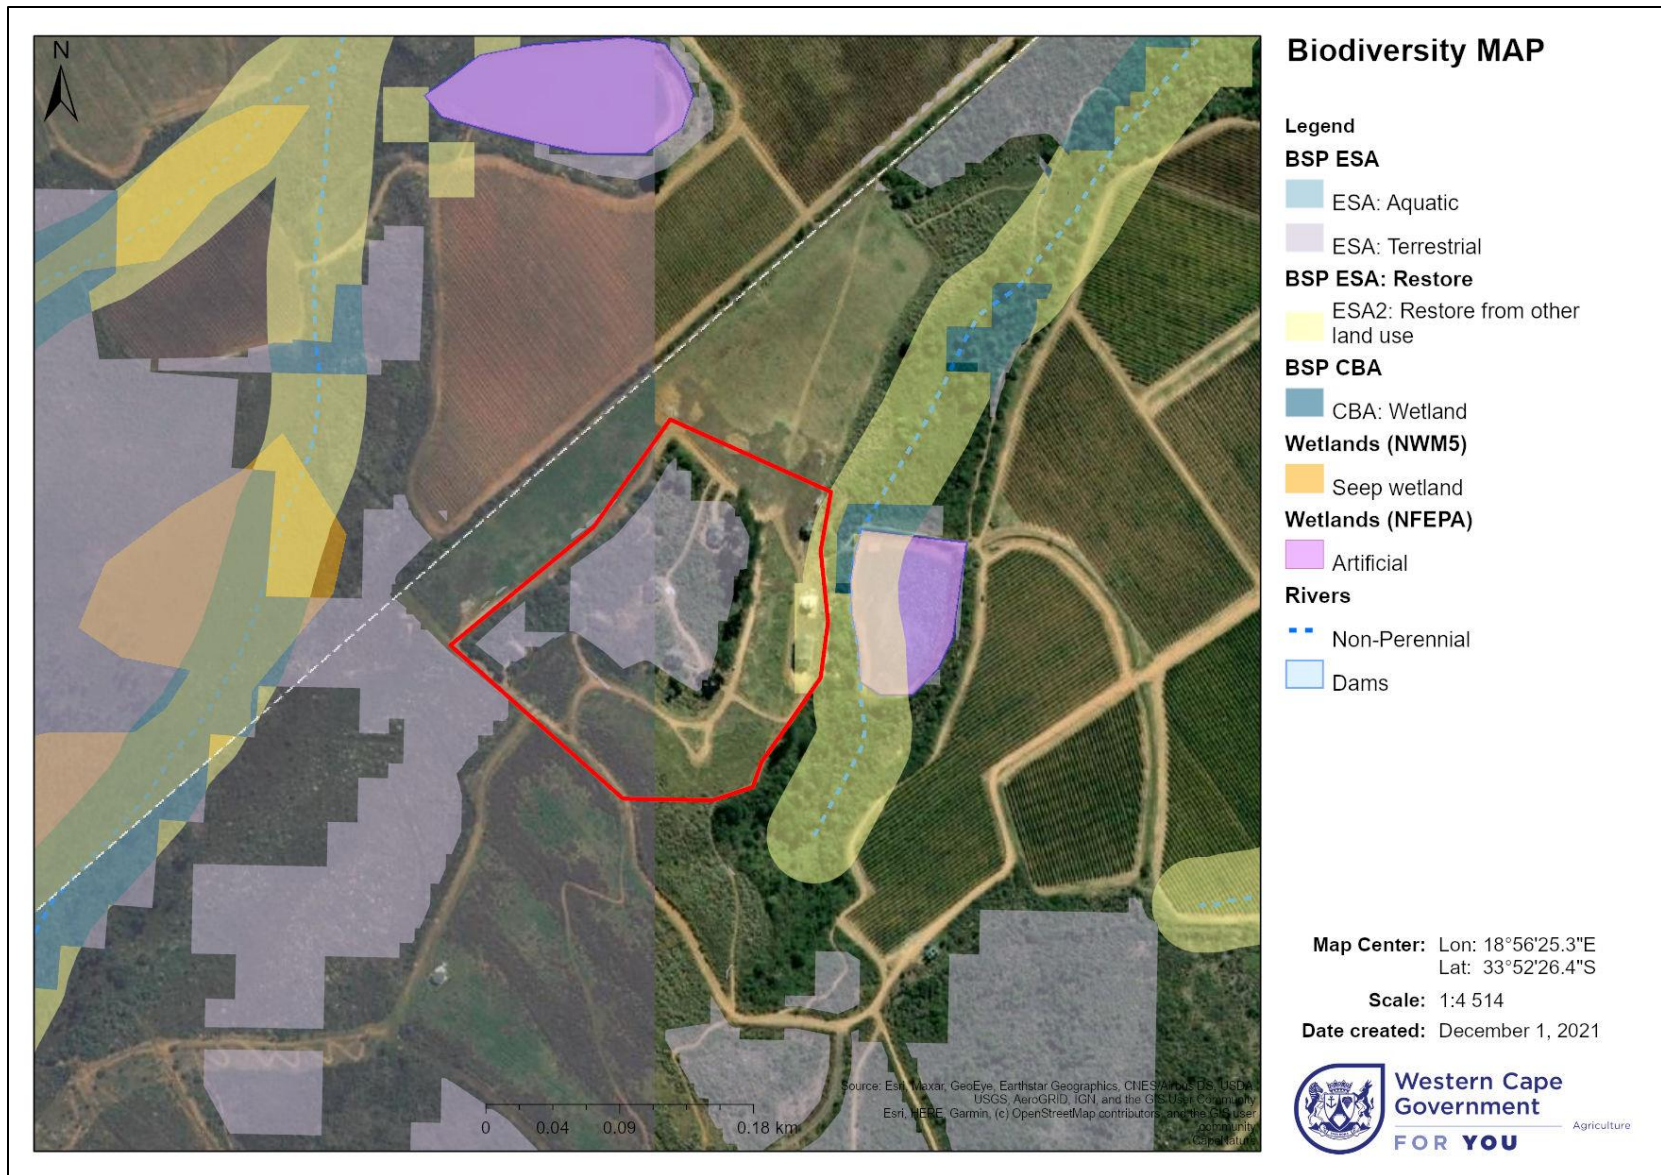 N
Biodiversity MAP
Legend
BSP ESA
ESA: Aquatic
ESA: Terrestrial
BSP ESA: Restore
ESA2: Restore from other
land use
BSP CBA
CBA: Wetland
Wetlands (NWM5)
Seep wetland
Wetlands (NFEPA)
Artificial
Rivers
Non-Perennial
Dams
Map Center: Lon: 18°56'25.3"E
Lat: 33°52'26.4"S
Scale: 1:4 514
Date created: December 1, 2021
Western Cape
Government
Agriculture
FOR YOU
Source: Esri, Maxar, GeoEye, Earthstar Geographics, CNES/Airbus DS, USDA,
USGS, AeroGRID, IGN, and the GIS User Community
Esri, HERE, Garmin, (c) OpenStreetMap contributors, and the GIS user
community
CapeNature
0 0.04 0.09 0.18 km